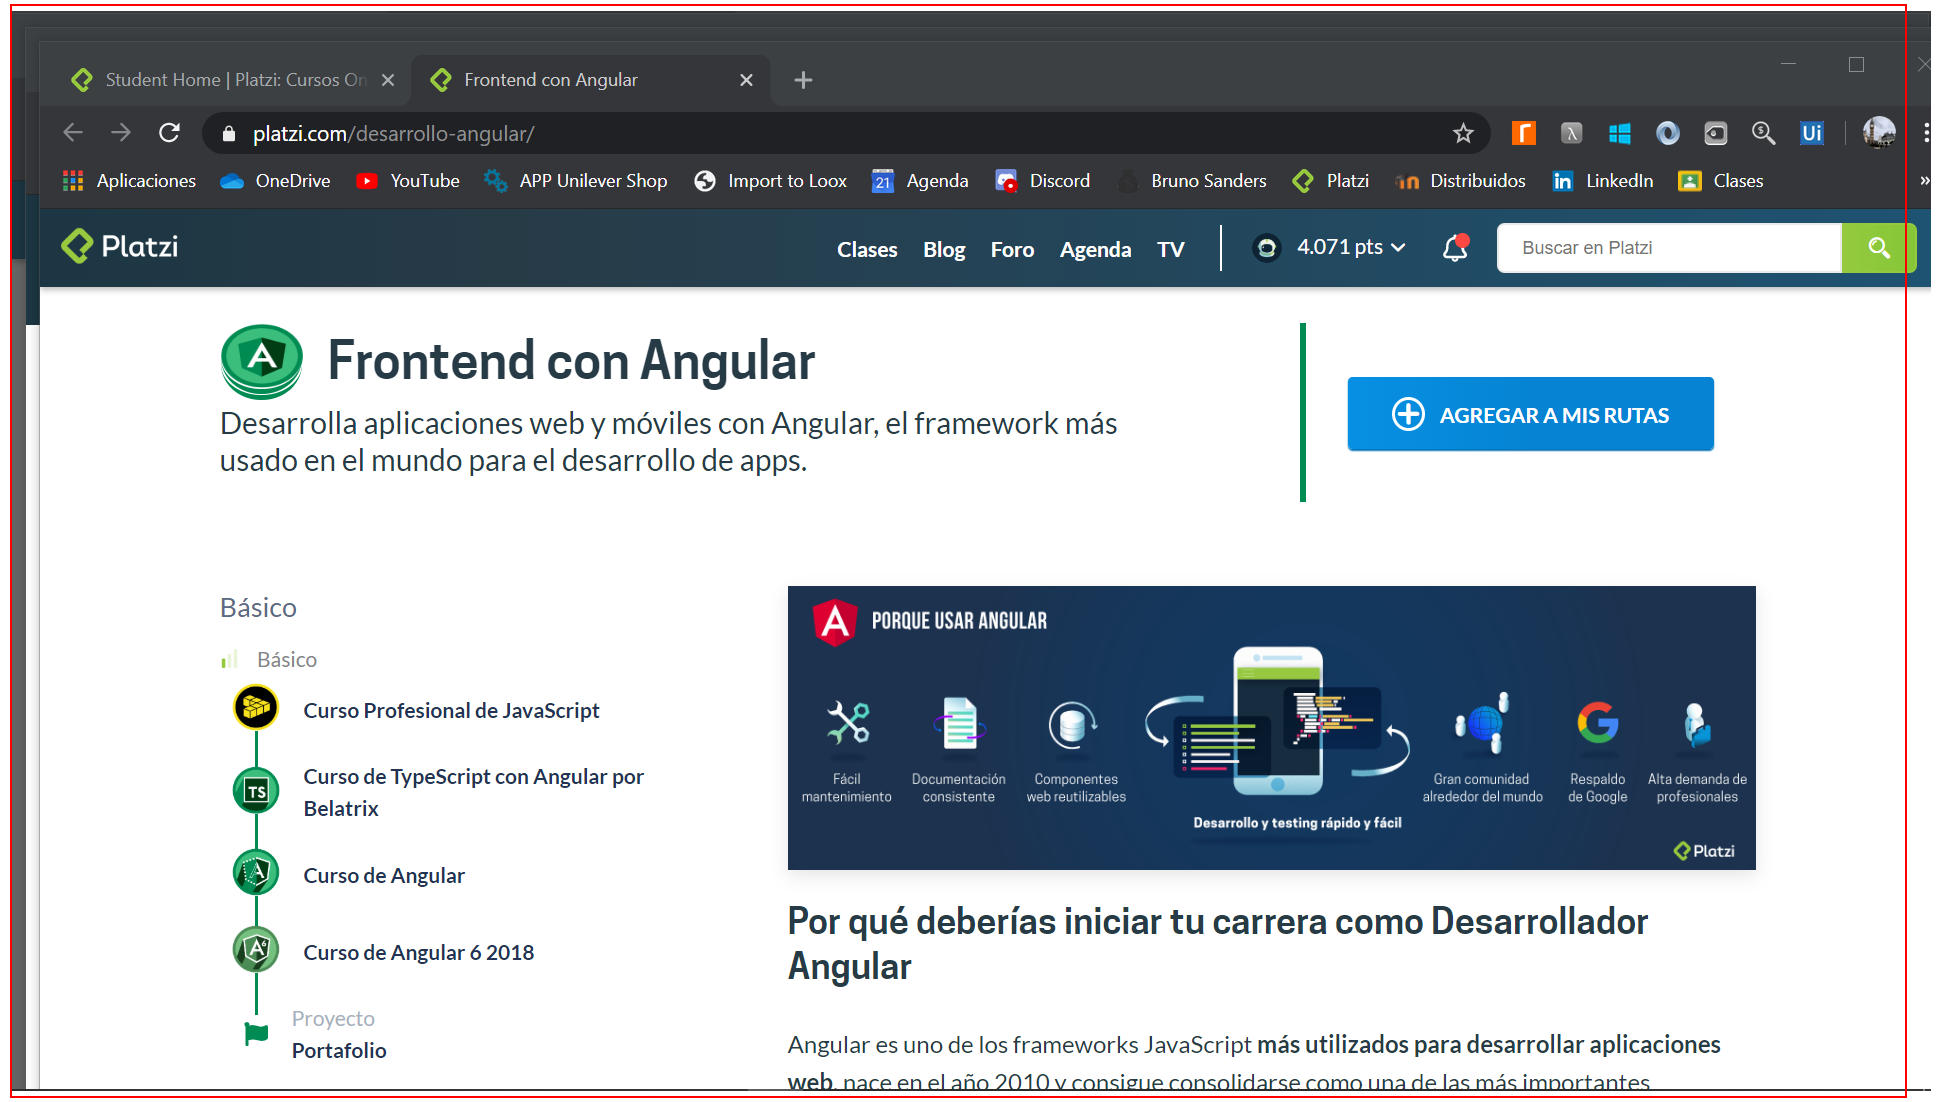 Student Home | Platzi: Cursos On
Frontend con Angular
platzi.com/desarrollo-angular/
Ui
Aplicaciones
OneDrive
YouTube
APP Unilever Shop
Import to Loox
21
Agenda
Discord
Bruno Sanders
Platzi
Distribuidos
LinkedIn
Clases
»
Platzi
Clases
Blog
Foro
Agenda
TV
4.071 pts
Buscar en Platzi
Frontend con Angular
Desarrolla aplicaciones web y móviles con Angular, el framework más
usado en el mundo para el desarrollo de apps.
AGREGAR A MIS RUTAS
Básico
Básico
Curso Profesional de JavaScript
TS
Curso de TypeScript con Angular por
Belatrix
Curso de Angular
Curso de Angular 6 2018
Proyecto
Portafolio
PORQUE USAR ANGULAR
Fácil
mantenimiento
Documentación
consistente
Componentes
web reutilizables
Desarrollo y testing rápido y fácil
Gran comunidad
alrededor del mundo
Respaldo
de Google
Alta demanda de
profesionales
Platzi
Por qué deberías iniciar tu carrera como Desarrollador
Angular
Angular es uno de los frameworks JavaScript más utilizados para desarrollar aplicaciones
web, nace en el año 2010 y consigue consolidarse como una de las más importantes